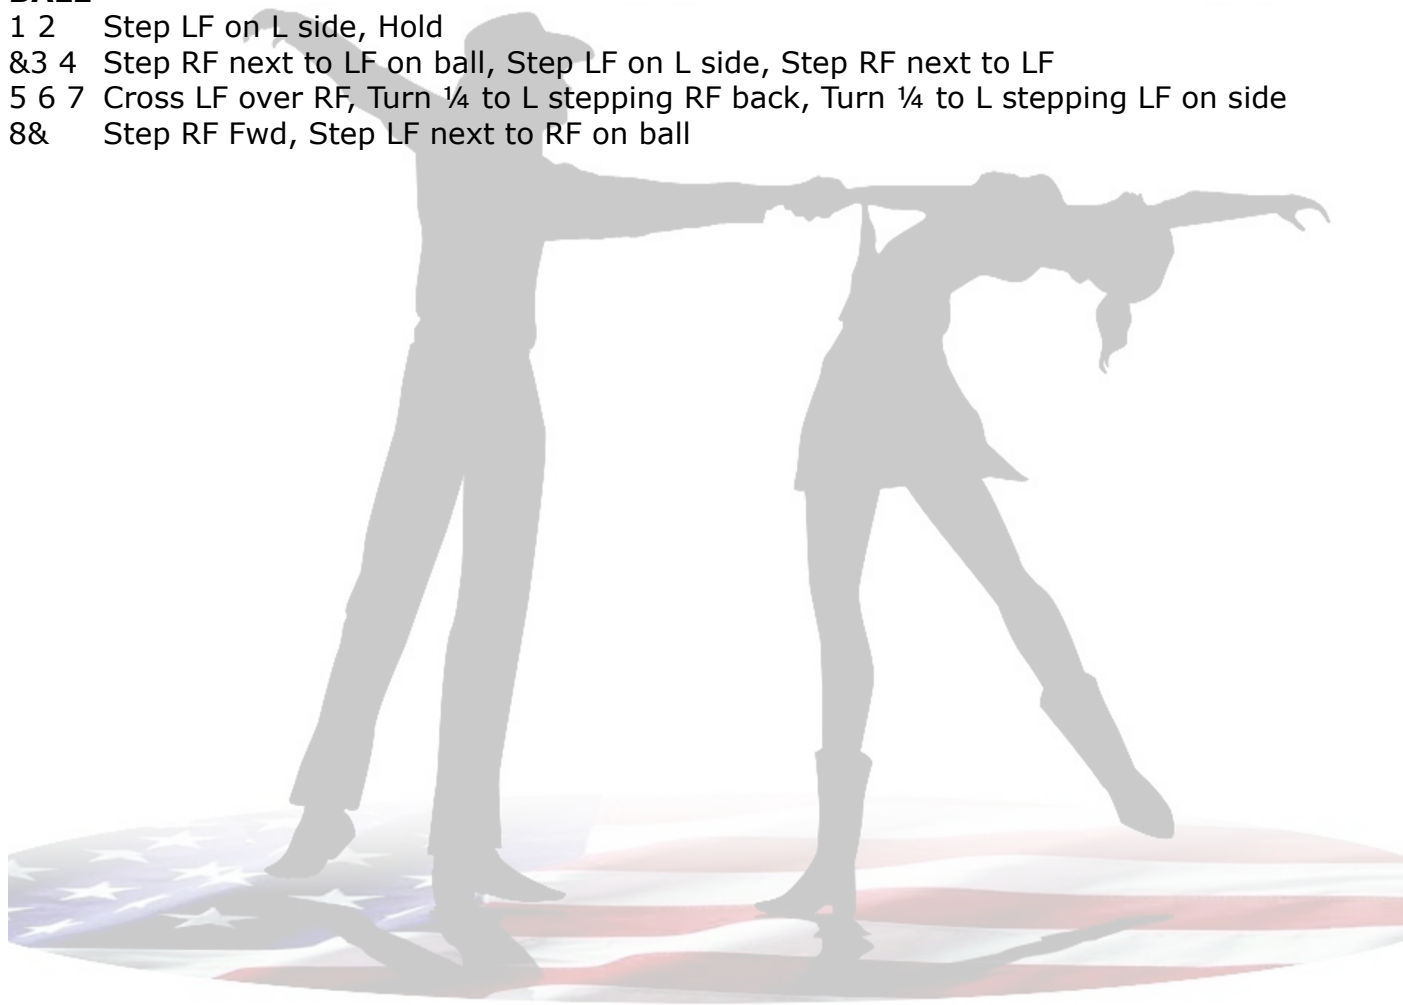 BALL
1 2 Step LF on L side, Hold
&3 4 Step RF next to LF on ball, Step LF on L side, Step RF next to LF
5 6 7 Cross LF over RF, Turn ¼ to L stepping RF back, Turn ¼ to L stepping LF on side
8& Step RF Fwd, Step LF next to RF on ball